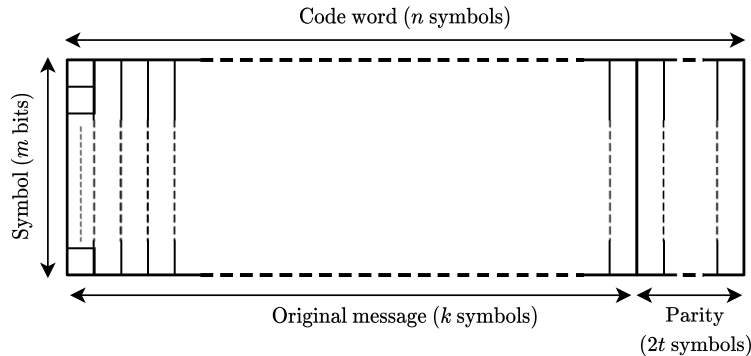 Code word (n symbols)
Symbol (m bits)
Original message (k symbols)
Parity
(2t symbols)